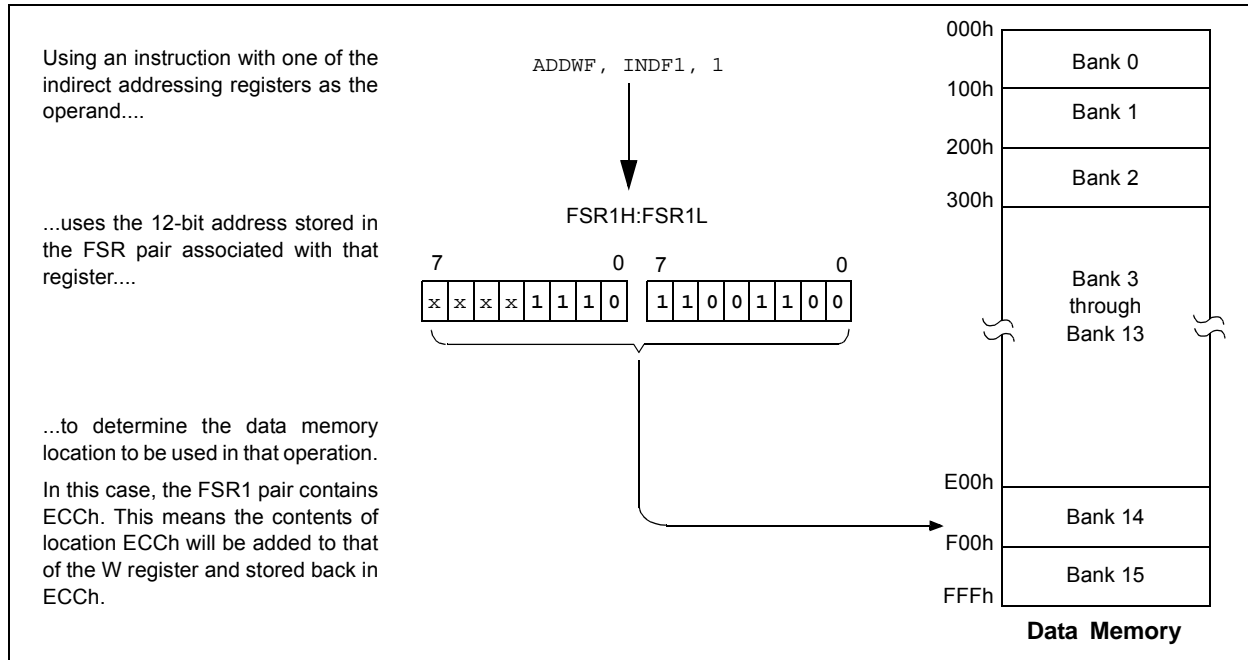 Using an instruction with one of the
indirect addressing registers as the
operand....
ADDWF, INDF1, 1
...uses the 12-bit address stored in
the FSR pair associated with that
register....
FSR1H:FSR1L
7 0 7 0
x x x x 1 1 1 0 1 1 0 0 1 1 0 0
...to determine the data memory
location to be used in that operation.
In this case, the FSR1 pair contains
ECCh. This means the contents of
location ECCh will be added to that
of the W register and stored back in
ECCh.
000h
Bank 0
100h
Bank 1
200h
Bank 2
300h
Bank 3
through
Bank 13
E00h
Bank 14
F00h
Bank 15
FFFh
Data Memory